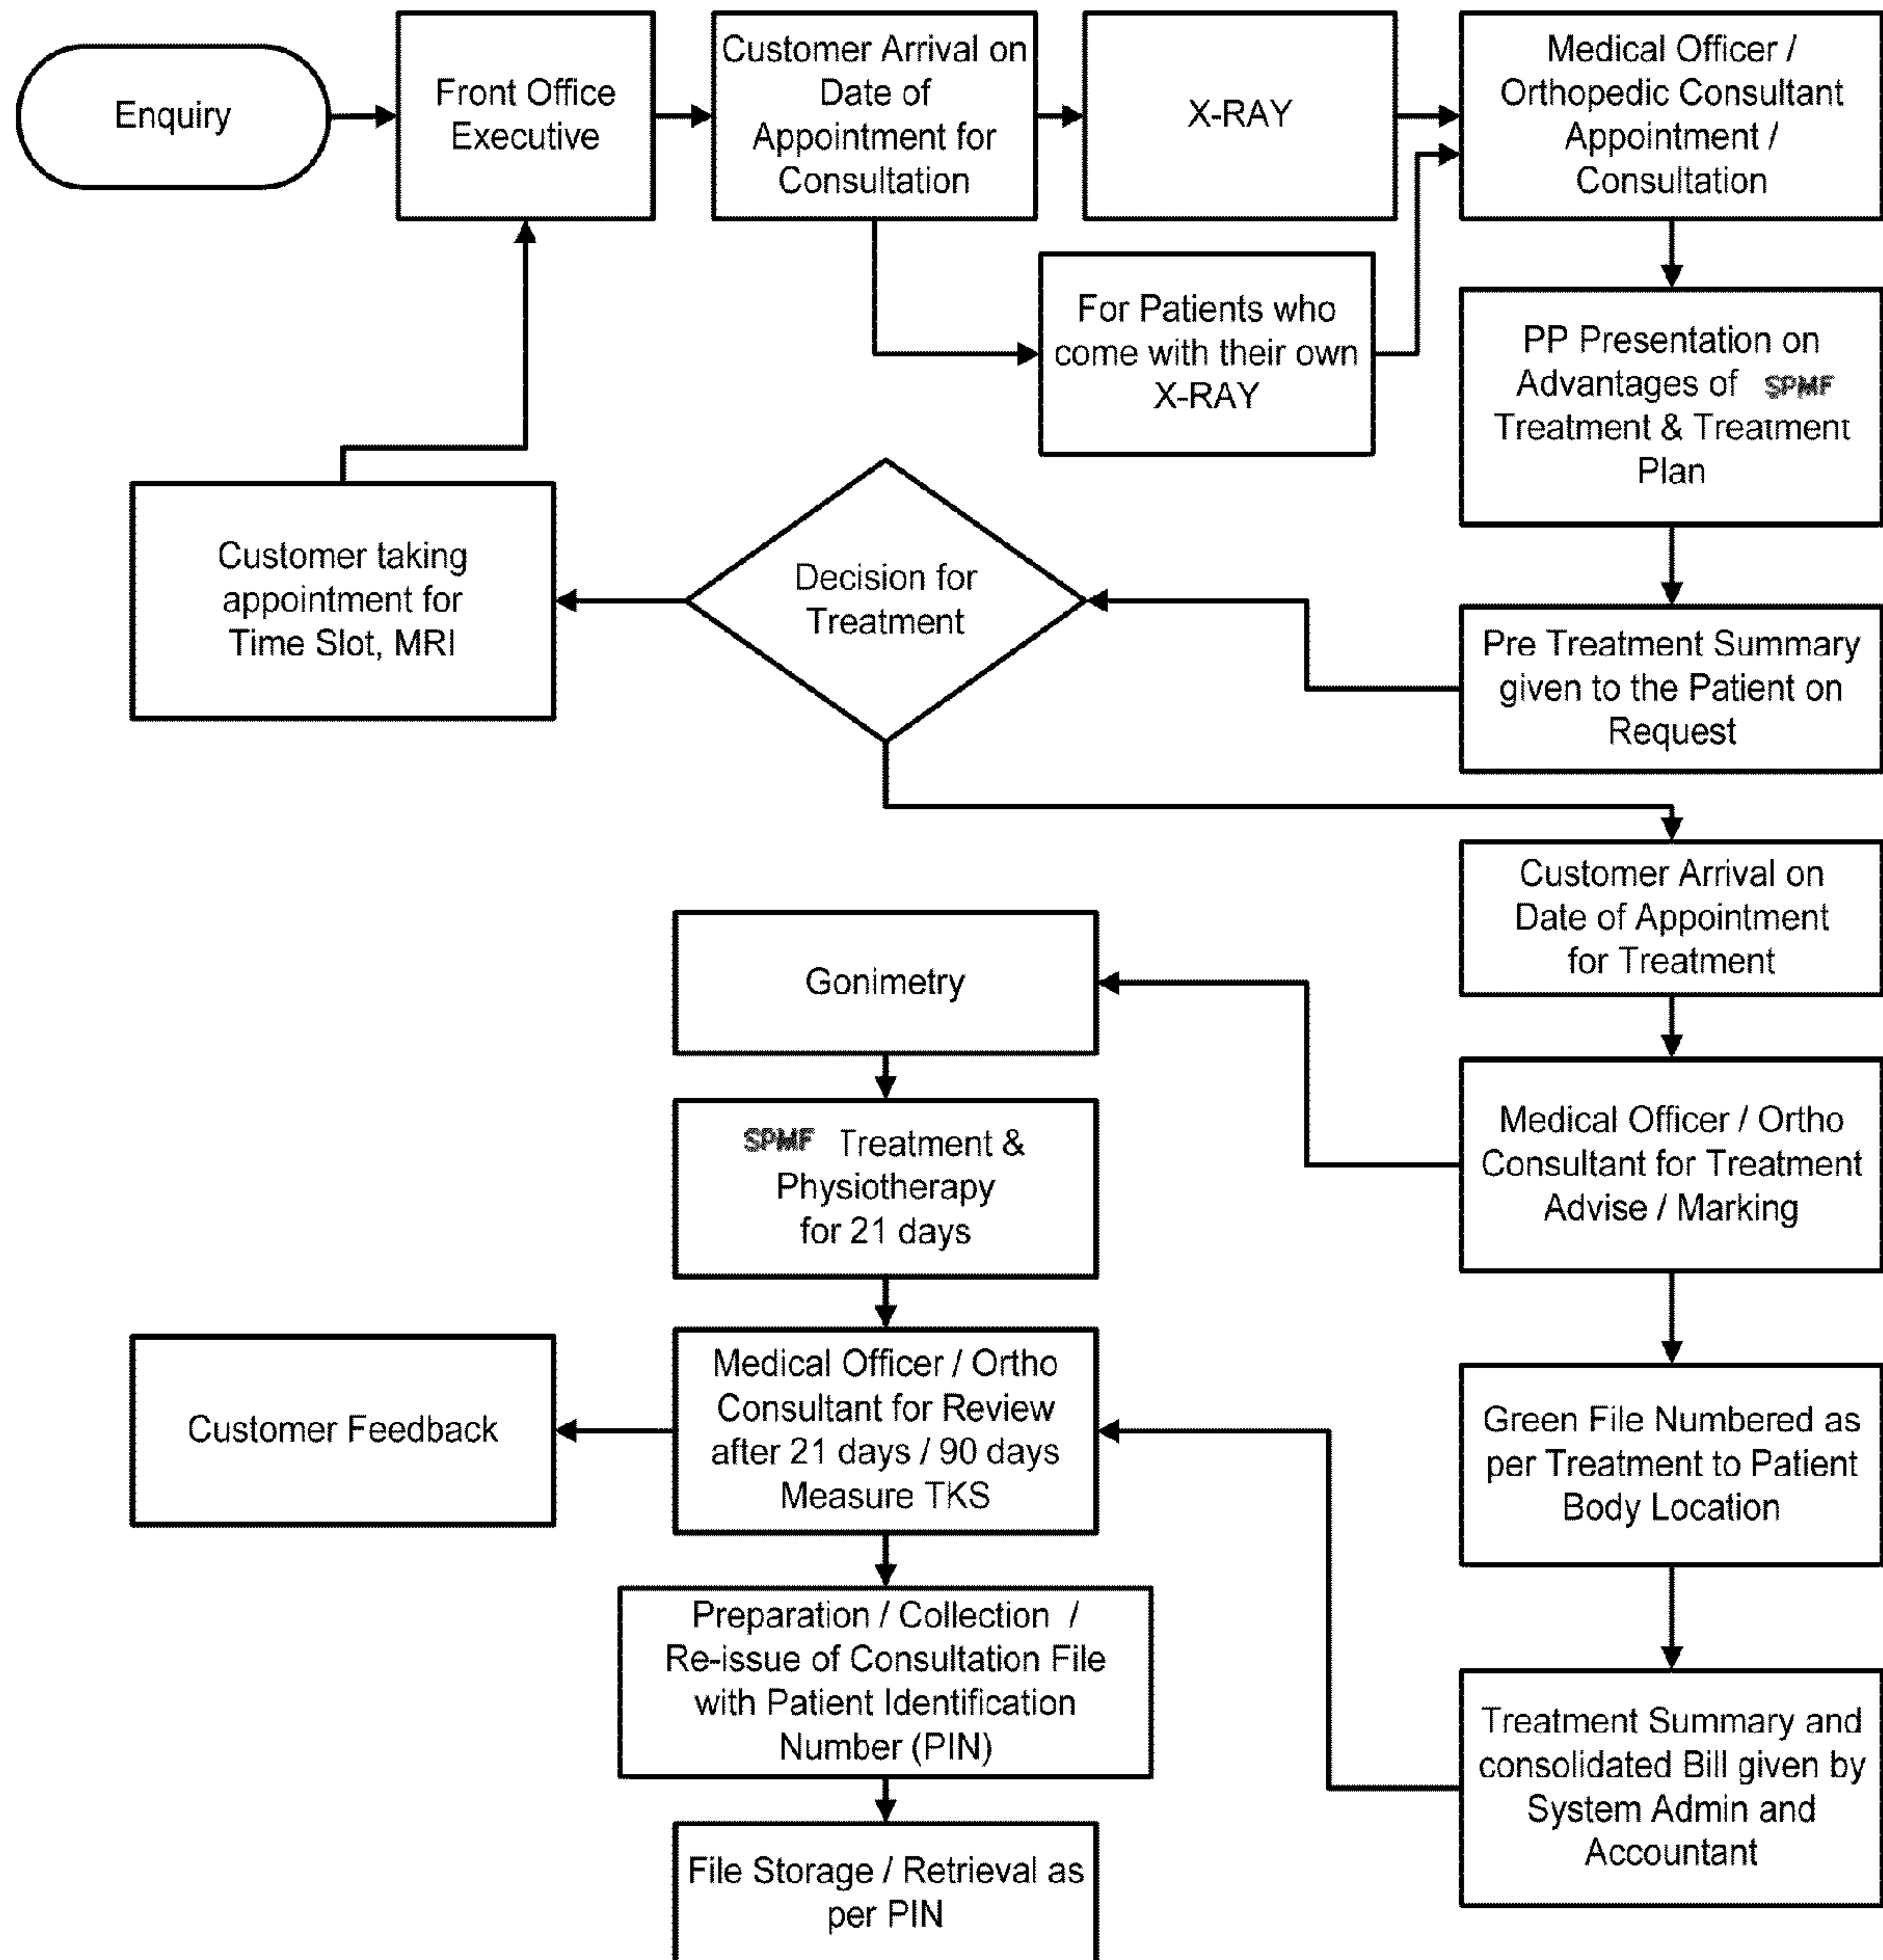 Enquiry
Front Office
Executive
Customer Arrival on
Date of
Appointment for
Consultation
X-RAY
Medical Officer /
Orthopedic Consultant
Appointment /
Consultation
For Patients who
come with their own
X-RAY
PP Presentation on
Advantages of SPMF
Treatment & Treatment
Plan
Customer taking
appointment for
Time Slot, MRI
Decision for
Treatment
Pre Treatment Summary
given to the Patient on
Request
Customer Arrival on
Date of Appointment
for Treatment
Gonimetry
Medical Officer / Ortho
Consultant for Treatment
Advise / Marking
SPMF Treatment &
Physiotherapy
for 21 days
Customer Feedback
Medical Officer / Ortho
Consultant for Review
after 21 days / 90 days
Measure TKS
Green File Numbered as
per Treatment to Patient
Body Location
Preparation / Collection /
Re-issue of Consultation File
with Patient Identification
Number (PIN)
Treatment Summary and
consolidated Bill given by
System Admin and
Accountant
File Storage / Retrieval as
per PIN